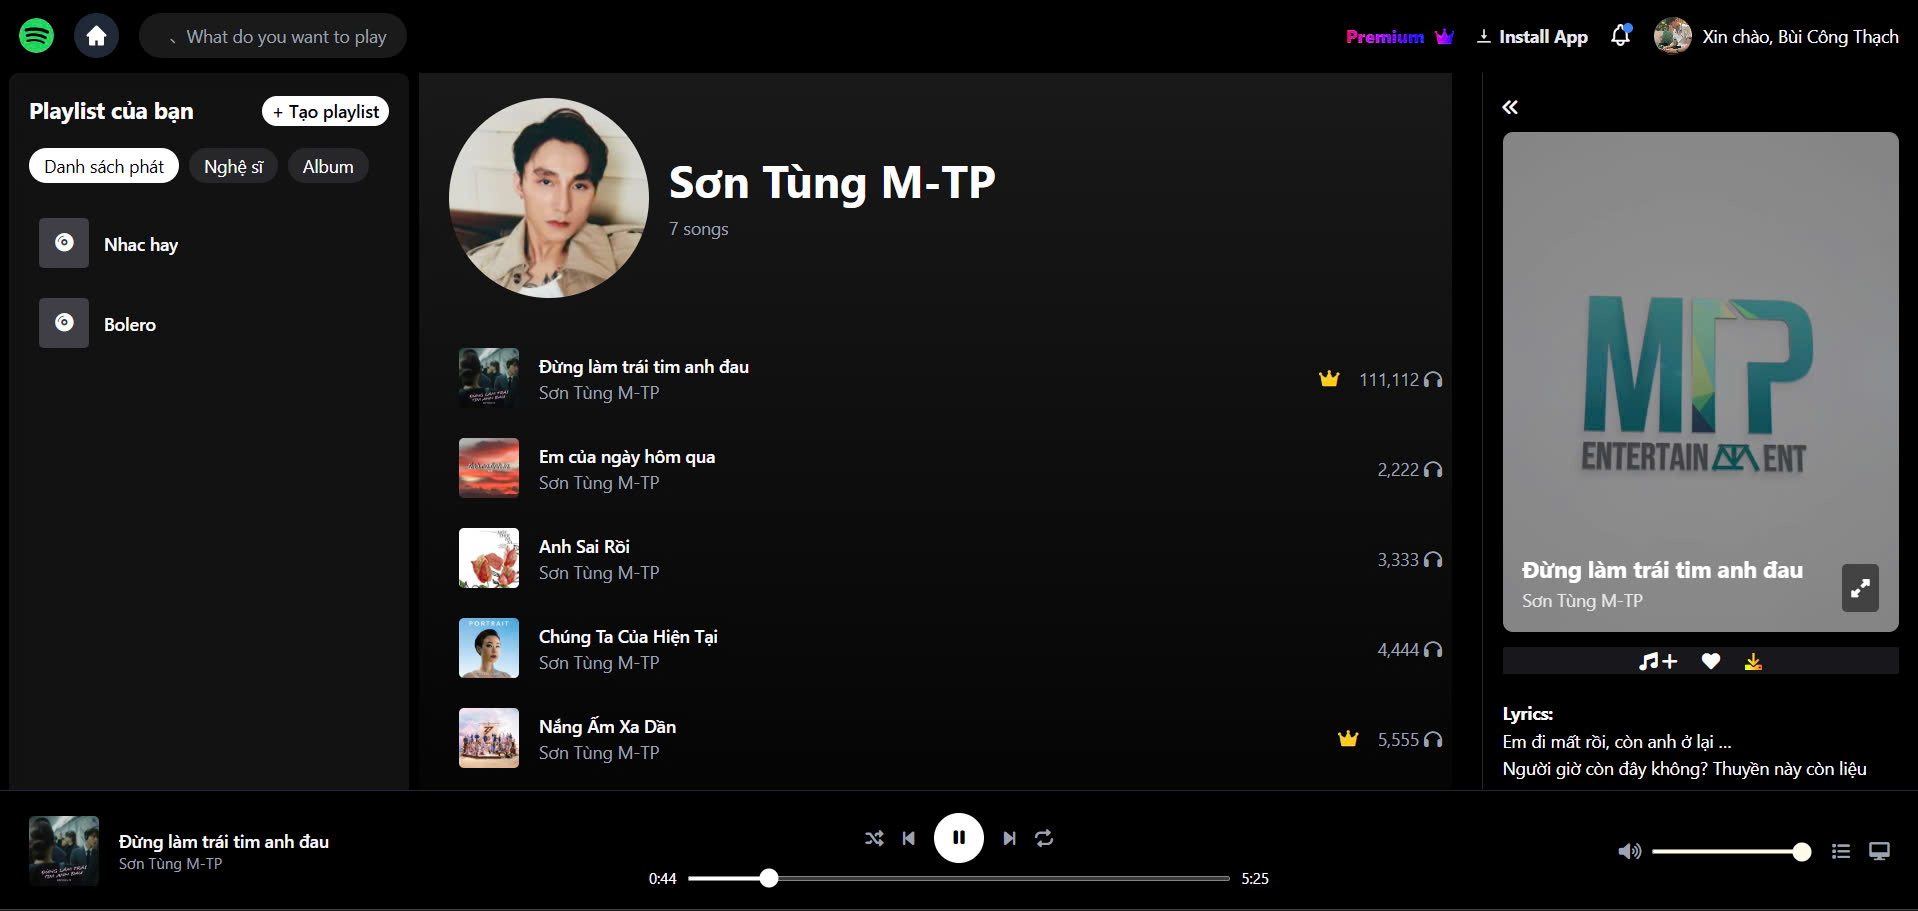 What do you want to play
Premium
Install App
Xin chào, Bùi Công Thạch
Playlist của bạn
+ Tạo playlist
Danh sách phát
Nghệ sĩ
Album
Nhac hay
Bolero
Sơn Tùng M-TP
7 songs
Đừng làm trái tim anh đau
Sơn Tùng M-TP
111,112
Em của ngày hôm qua
Sơn Tùng M-TP
2,222
Anh Sai Rồi
Sơn Tùng M-TP
3,333
PORTRAIT
Chúng Ta Của Hiện Tại
Sơn Tùng M-TP
4,444
Nắng Ấm Xa Dần
Sơn Tùng M-TP
5,555
MTP
ENTERTAINMENT
Đừng làm trái tim anh đau
Sơn Tùng M-TP
Lyrics:
Em đi mất rồi, còn anh ở lại ...
Người giờ còn đây không? Thuyền này còn liệu
Đừng làm trái tim anh đau
Sơn Tùng M-TP
0:44
5:25